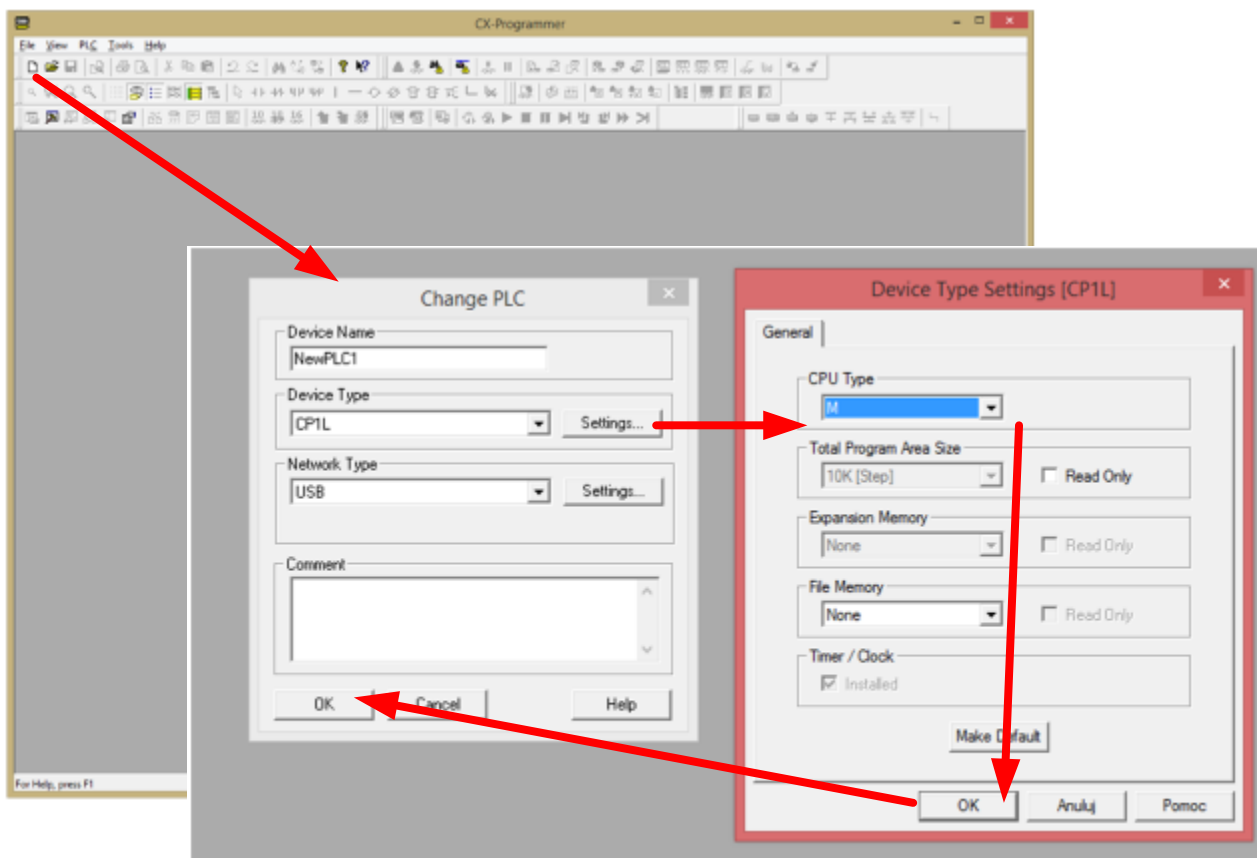 CX-Programmer
File View PLC Tools Help
Change PLC
Device Name
NewPLC1
Device Type
CP1L
Settings...
Network Type
USB
Settings...
Comment
OK
Cancel
Help
Device Type Settings [CP1L]
General
CPU Type
M
Total Program Area Size
10K [Step]
Read Only
Expansion Memory
None
Read Only
File Memory
None
Read Only
Timer / Clock
Installed
Make Default
OK
Anuluj
Pomoc
For Help, press F1